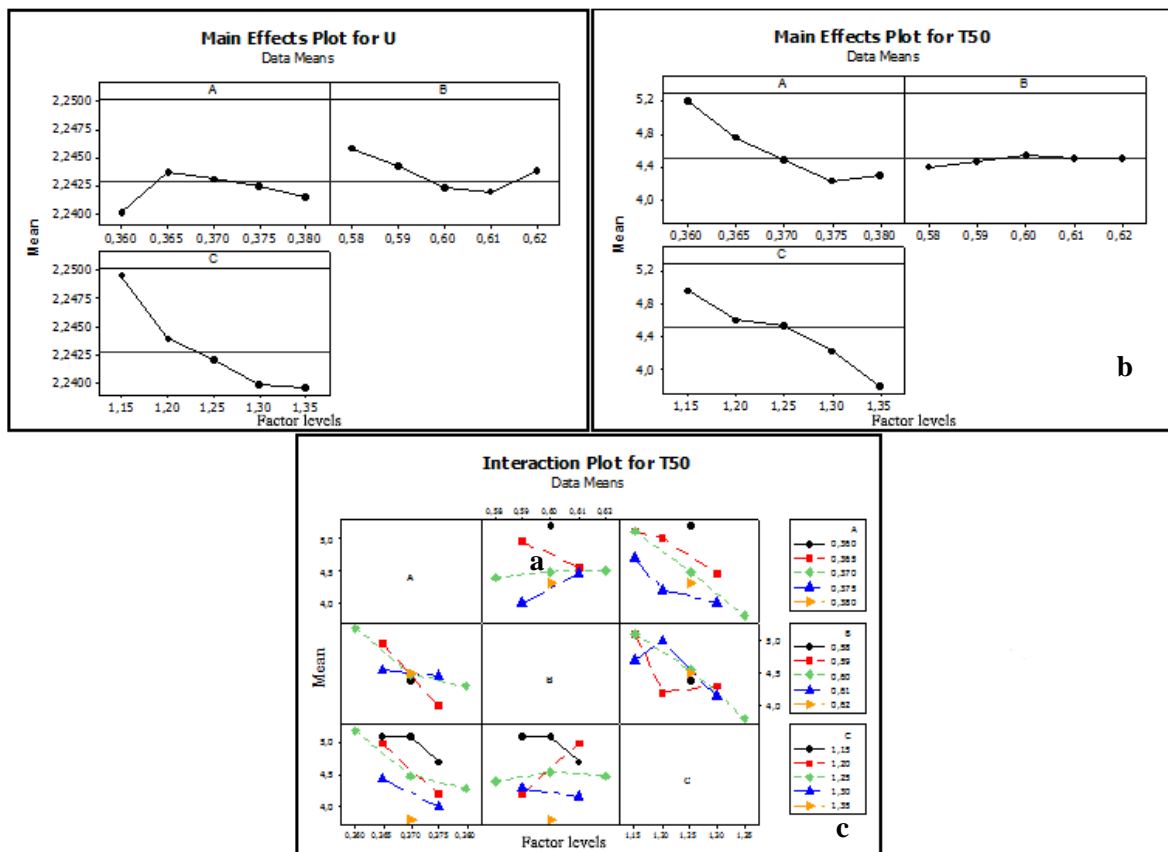 Main Effects Plot for U
Data Means
A
B
2,2500
2,2475
2,2450
2,2425
2,2400
0,360 0,365 0,370 0,375 0,380
0,58 0,59 0,60 0,61 0,62
C
2,2500
2,2475
2,2450
2,2425
2,2400
1,15 1,20 1,25 1,30 1,35
Mean
Factor levels
Main Effects Plot for T50
Data Means
A
B
5,2
4,8
4,4
4,0
0,360 0,365 0,370 0,375 0,380
0,58 0,59 0,60 0,61 0,62
C
5,2
4,8
4,4
4,0
1,15 1,20 1,25 1,30 1,35
Mean
Factor levels
b
Interaction Plot for T50
Data Means
0,58 0,59 0,60 0,61 0,63
5,0
4,5
4,0
A
a
A
0,360
0,365
0,370
0,375
0,380
Mean
B
5,0
4,5
4,0
B
0,58
0,59
0,60
0,61
0,62
5,0
4,5
4,0
C
C
1,15
1,20
1,25
1,30
1,35
0,360 0,365 0,370 0,375 0,380
1,15 1,20 1,25 1,30 1,35
Factor levels
c